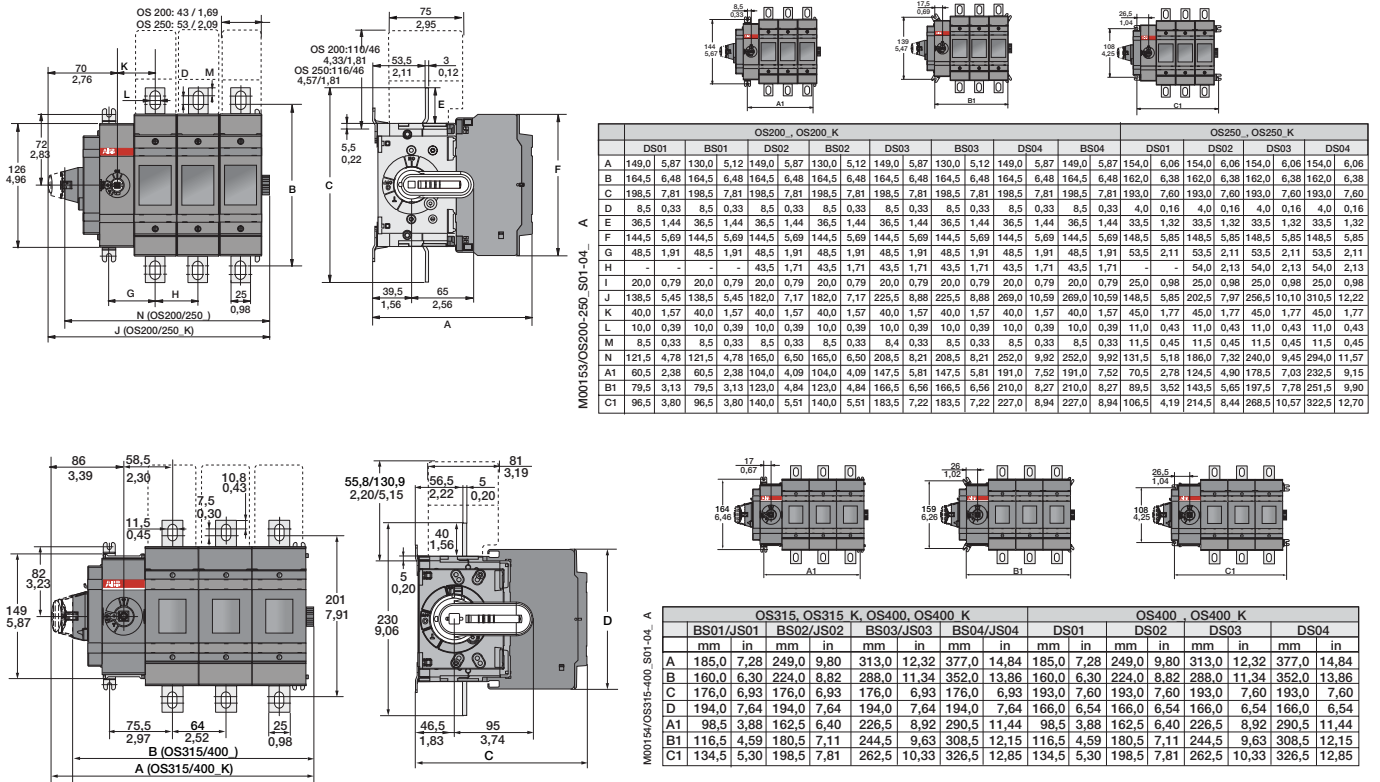 OS 200: 43 / 1,69
OS 250: 53 / 2,09
70
2,76
K
D
M
L
72
2,83
126
4,96
ABB
B
G
H
25
0,98
N (OS200/250_)
J (OS200/250_K)
75
2,95
OS 200:110/46
4,33/1,81
OS 250:116/46
4,57/1,81
53,5
2,11
3
0,12
E
5,5
0,22
C
F
39,5
1,56
65
2,56
A
8,5
0,33
144
5,67
A1
17,5
0,69
139
5,47
B1
26,5
1,04
108
4,25
C1
M00153/OS200-250_S01-04_ A
OS200_, OS200_K OS250_, OS250_K
DS01 BS01 DS02 BS02 DS03 BS03 DS04 BS04 DS01 DS02 DS03 DS04
A 149,0 5,87 130,0 5,12 149,0 5,87 130,0 5,12 149,0 5,87 130,0 5,12 149,0 5,87 149,0 5,87 154,0 6,06 154,0 6,06 154,0 6,06 154,0 6,06
B 164,5 6,48 164,5 6,48 164,5 6,48 164,5 6,48 164,5 6,48 164,5 6,48 164,5 6,48 164,5 6,48 162,0 6,38 162,0 6,38 162,0 6,38 162,0 6,38
C 198,5 7,81 198,5 7,81 198,5 7,81 198,5 7,81 198,5 7,81 198,5 7,81 198,5 7,81 198,5 7,81 193,0 7,60 193,0 7,60 193,0 7,60 193,0 7,60
D 8,5 0,33 8,5 0,33 8,5 0,33 8,5 0,33 8,5 0,33 8,5 0,33 8,5 0,33 8,5 0,33 4,0 0,16 4,0 0,16 4,0 0,16 4,0 0,16
E 36,5 1,44 36,5 1,44 36,5 1,44 36,5 1,44 36,5 1,44 36,5 1,44 36,5 1,44 36,5 1,44 33,5 1,32 33,5 1,32 33,5 1,32 33,5 1,32
F 144,5 5,69 144,5 5,69 144,5 5,69 144,5 5,69 144,5 5,69 144,5 5,69 144,5 5,69 144,5 5,69 148,5 5,85 148,5 5,85 148,5 5,85 148,5 5,85
G 48,5 1,91 48,5 1,91 48,5 1,91 48,5 1,91 48,5 1,91 48,5 1,91 48,5 1,91 48,5 1,91 53,5 2,11 53,5 2,11 53,5 2,11 53,5 2,11
H - - - - 43,5 1,71 43,5 1,71 43,5 1,71 43,5 1,71 43,5 1,71 43,5 1,71 - - 54,0 2,13 54,0 2,13 54,0 2,13
I 20,0 0,79 20,0 0,79 20,0 0,79 20,0 0,79 20,0 0,79 20,0 0,79 20,0 0,79 20,0 0,79 25,0 0,98 25,0 0,98 25,0 0,98 25,0 0,98
J 138,5 5,45 138,5 5,45 182,0 7,17 182,0 7,17 225,5 8,88 225,5 8,88 269,0 10,59 269,0 10,59 148,5 5,85 202,5 7,97 256,5 10,10 310,5 12,22
K 40,0 1,57 40,0 1,57 40,0 1,57 40,0 1,57 40,0 1,57 40,0 1,57 40,0 1,57 40,0 1,57 45,0 1,77 45,0 1,77 45,0 1,77 45,0 1,77
L 10,0 0,39 10,0 0,39 10,0 0,39 10,0 0,39 10,0 0,39 10,0 0,39 10,0 0,39 10,0 0,39 11,0 0,43 11,0 0,43 11,0 0,43 11,0 0,43
M 8,5 0,33 8,5 0,33 8,5 0,33 8,5 0,33 8,4 0,33 8,5 0,33 8,5 0,33 8,5 0,33 11,5 0,45 11,5 0,45 11,5 0,45 11,5 0,45
N 121,5 4,78 121,5 4,78 165,0 6,50 165,0 6,50 208,5 8,21 208,5 8,21 252,0 9,92 252,0 9,92 131,5 5,18 186,0 7,32 240,0 9,45 294,0 11,57
A1 60,5 2,38 60,5 2,38 104,0 4,09 104,0 4,09 147,5 5,81 147,5 5,81 191,0 7,52 191,0 7,52 70,5 2,78 124,5 4,90 178,5 7,03 232,5 9,15
B1 79,5 3,13 79,5 3,13 123,0 4,84 123,0 4,84 166,5 6,56 166,5 6,56 210,0 8,27 210,0 8,27 89,5 3,52 143,5 5,65 197,5 7,78 251,5 9,90
C1 96,5 3,80 96,5 3,80 140,0 5,51 140,0 5,51 183,5 7,22 183,5 7,22 227,0 8,94 227,0 8,94 106,5 4,19 214,5 8,44 268,5 10,57 322,5 12,70
86
3,39
58,5
2,30
10,8
0,43
7,5
0,30
11,5
0,45
82
3,23
149
5,87
ABB
201
7,91
75,5
2,97
64
2,52
25
0,98
B (OS315/400_)
A (OS315/400_K)
81
3,19
55,8/130,9
2,20/5,15
56,5
2,22
5
0,20
40
1,56
5
0,20
230
9,06
D
46,5
1,83
95
3,74
C
17
0,67
164
6,46
A1
26
1,02
159
6,26
B1
26,5
1,04
108
4,25
C1
M00154/OS315-400_S01-04_ A
OS315, OS315_K, OS400, OS400_K OS400_, OS400_K
BS01/JS01 BS02/JS02 BS03/JS03 BS04/JS04 DS01 DS02 DS03 DS04
mm in mm in mm in mm in mm in mm in mm in mm in
A 185,0 7,28 249,0 9,80 313,0 12,32 377,0 14,84 185,0 7,28 249,0 9,80 313,0 12,32 377,0 14,84
B 160,0 6,30 224,0 8,82 288,0 11,34 352,0 13,86 160,0 6,30 224,0 8,82 288,0 11,34 352,0 13,86
C 176,0 6,93 176,0 6,93 176,0 6,93 176,0 6,93 193,0 7,60 193,0 7,60 193,0 7,60 193,0 7,60
D 194,0 7,64 194,0 7,64 194,0 7,64 194,0 7,64 166,0 6,54 166,0 6,54 166,0 6,54 166,0 6,54
A1 98,5 3,88 162,5 6,40 226,5 8,92 290,5 11,44 98,5 3,88 162,5 6,40 226,5 8,92 290,5 11,44
B1 116,5 4,59 180,5 7,11 244,5 9,63 308,5 12,15 116,5 4,59 180,5 7,11 244,5 9,63 308,5 12,15
C1 134,5 5,30 198,5 7,81 262,5 10,33 326,5 12,85 134,5 5,30 198,5 7,81 262,5 10,33 326,5 12,85